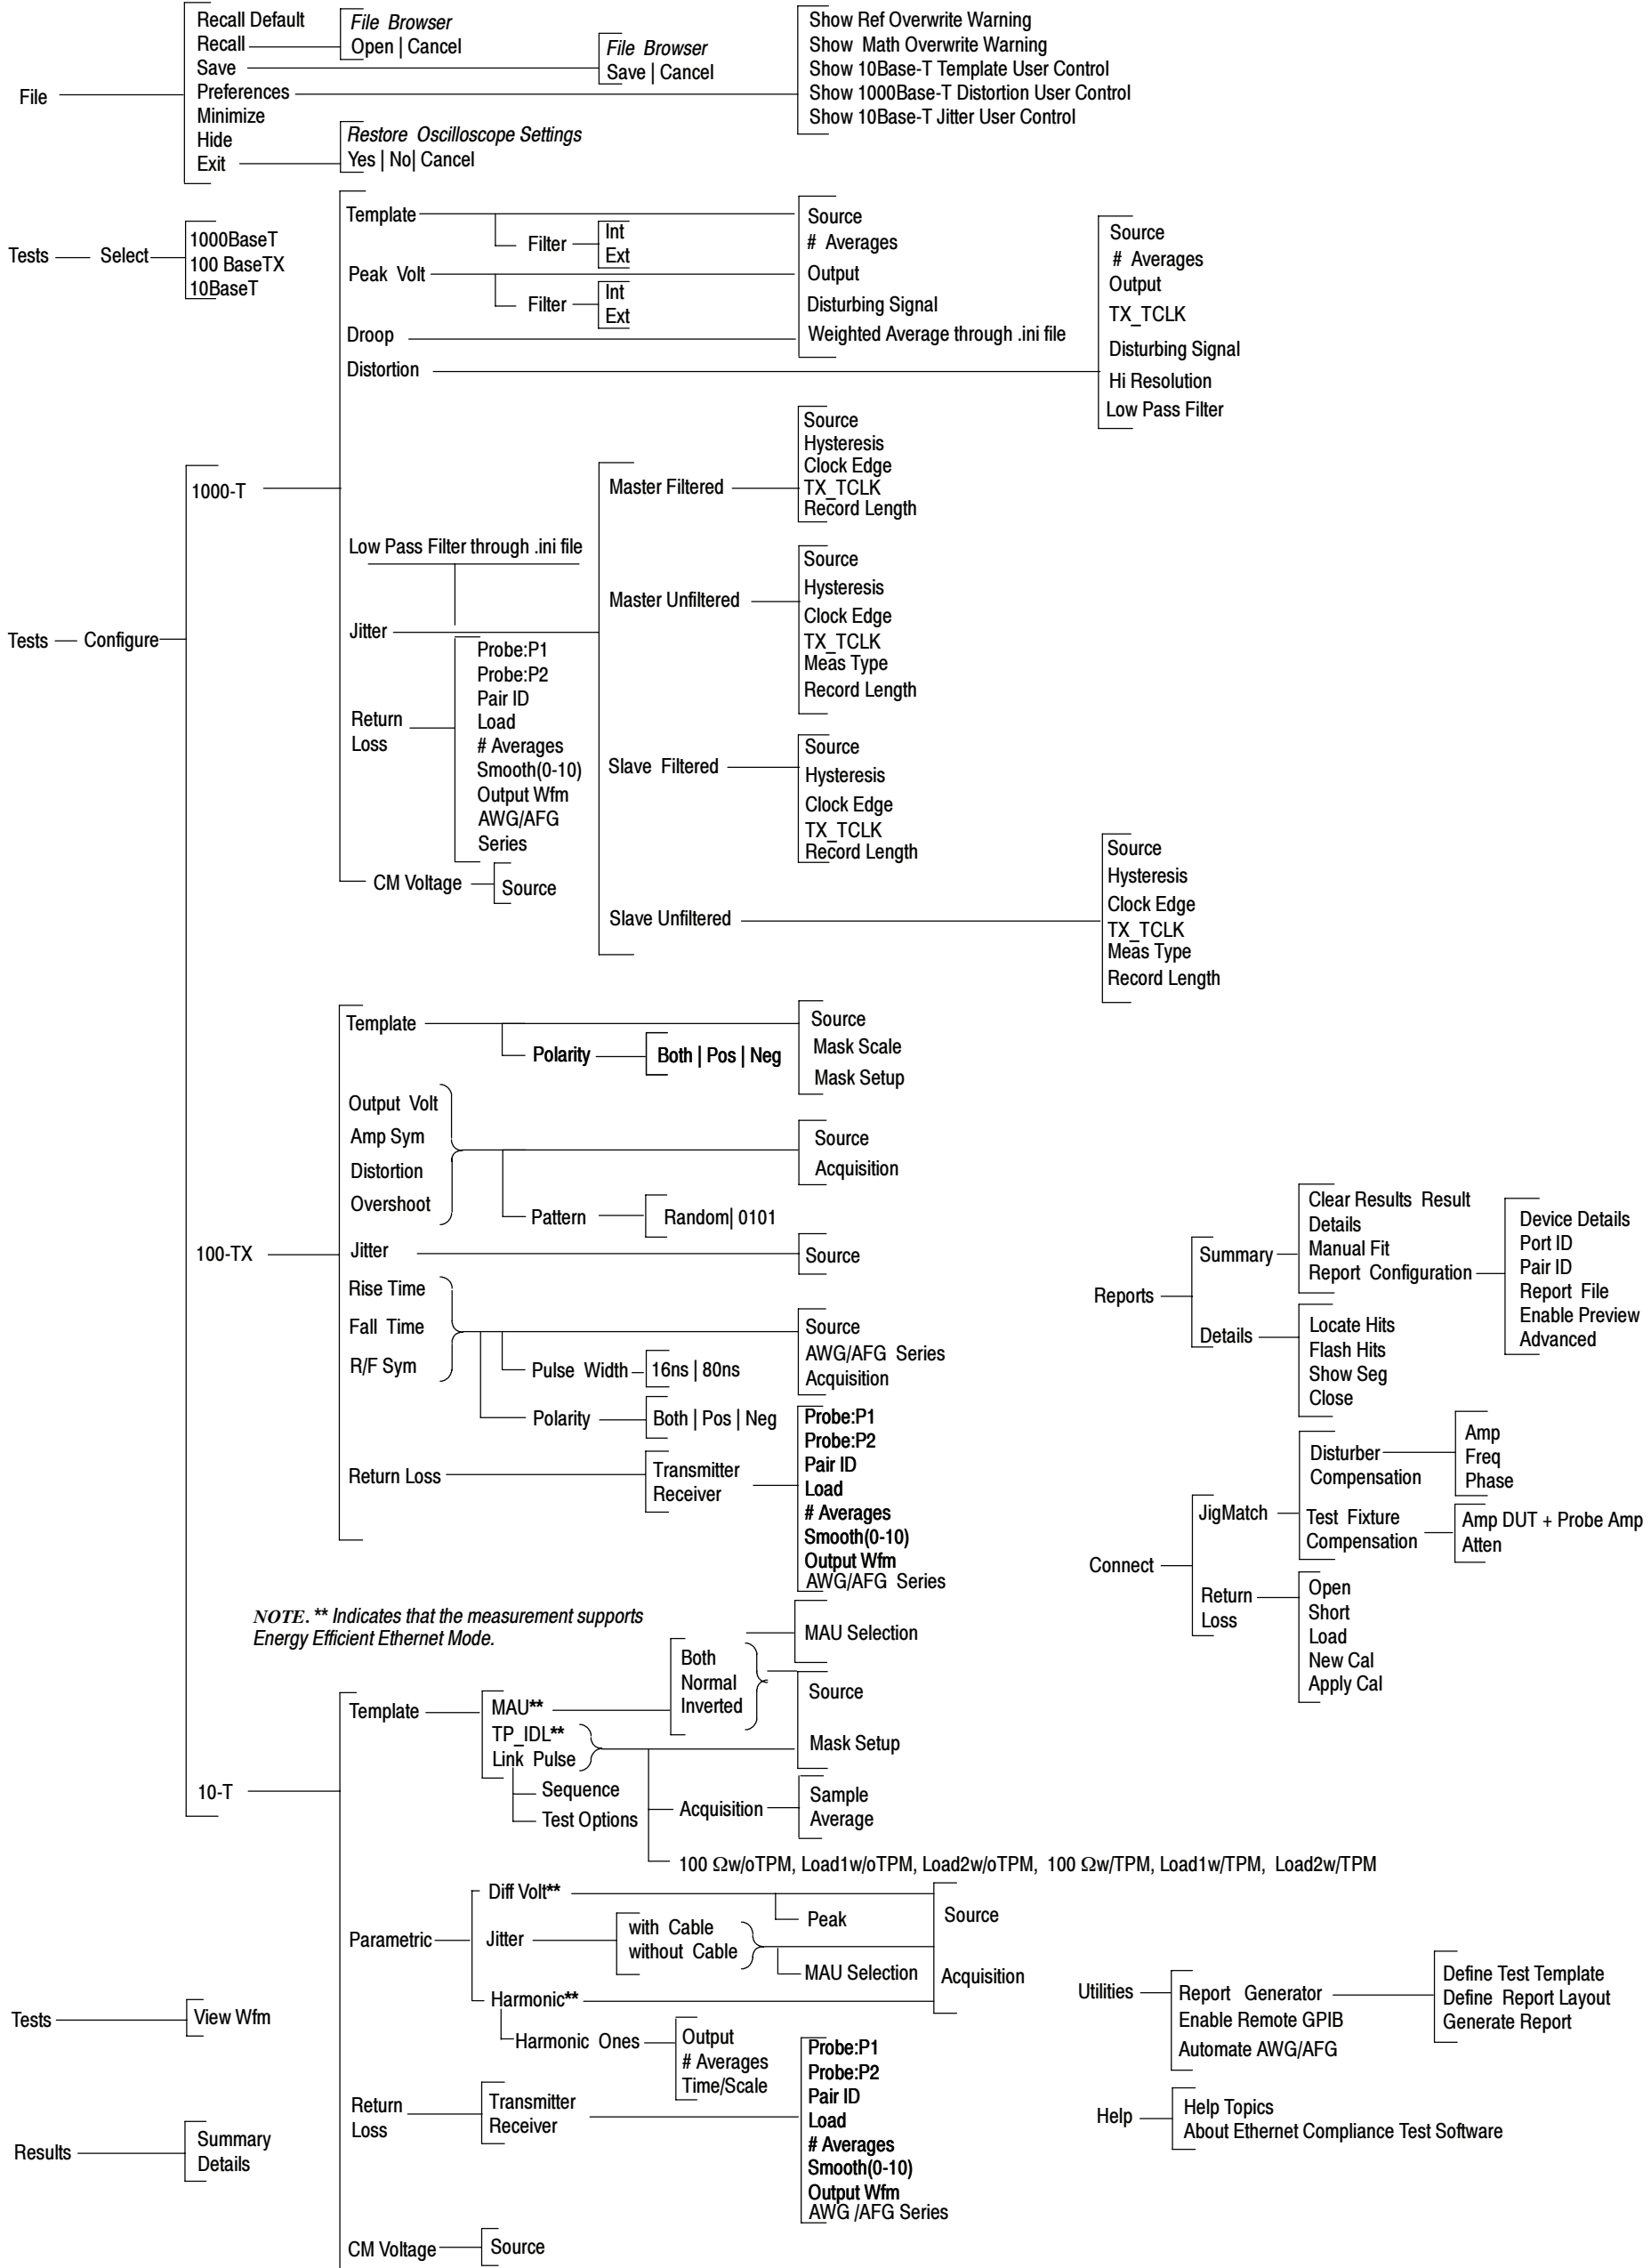 File
Recall Default
Recall
Save
Preferences
Minimize
Hide
Exit
File Browser
Open | Cancel
File Browser
Save | Cancel
Show Ref Overwrite Warning
Show Math Overwrite Warning
Show 10Base-T Template User Control
Show 1000Base-T Distortion User Control
Show 10Base-T Jitter User Control
Restore Oscilloscope Settings
Yes | No| Cancel
Tests
Select
1000BaseT
100 BaseTX
10BaseT
Tests
Configure
1000-T
Template
Filter
Int
Ext
Peak Volt
Filter
Int
Ext
Droop
Distortion
Source
# Averages
Output
Disturbing Signal
Weighted Average through .ini file
Source
# Averages
Output
TX_TCLK
Disturbing Signal
Hi Resolution
Low Pass Filter
Low Pass Filter through .ini file
Jitter
Master Filtered
Source
Hysteresis
Clock Edge
TX_TCLK
Record Length
Master Unfiltered
Source
Hysteresis
Clock Edge
TX_TCLK
Meas Type
Record Length
Slave Filtered
Source
Hysteresis
Clock Edge
TX_TCLK
Record Length
Slave Unfiltered
Source
Hysteresis
Clock Edge
TX_TCLK
Meas Type
Record Length
Return
Loss
Probe:P1
Probe:P2
Pair ID
Load
# Averages
Smooth(0-10)
Output Wfm
AWG/AFG
Series
CM Voltage
Source
100-TX
Template
Polarity
Both | Pos | Neg
Source
Mask Scale
Mask Setup
Output Volt
Amp Sym
Distortion
Overshoot
Pattern
Random| 0101
Source
Acquisition
Jitter
Source
Rise Time
Fall Time
R/F Sym
Pulse Width
16ns | 80ns
Polarity
Both | Pos | Neg
Source
AWG/AFG Series
Acquisition
Return Loss
Transmitter
Receiver
Probe:P1
Probe:P2
Pair ID
Load
# Averages
Smooth(0-10)
Output Wfm
AWG/AFG Series
NOTE. ** Indicates that the measurement supports
Energy Efficient Ethernet Mode.
10-T
Template
MAU**
TP_IDL**
Link Pulse
Sequence
Test Options
Both
Normal
Inverted
MAU Selection
Source
Mask Setup
Acquisition
Sample
Average
100 Ωw/oTPM, Load1w/oTPM, Load2w/oTPM, 100 Ωw/TPM, Load1w/TPM, Load2w/TPM
Parametric
Diff Volt**
Peak
Jitter
with Cable
without Cable
MAU Selection
Source
Acquisition
Harmonic**
Harmonic Ones
Output
# Averages
Time/Scale
Return
Loss
Transmitter
Receiver
Probe:P1
Probe:P2
Pair ID
Load
# Averages
Smooth(0-10)
Output Wfm
AWG /AFG Series
CM Voltage
Source
Tests
View Wfm
Results
Summary
Details
Reports
Summary
Clear Results Result
Details
Manual Fit
Report Configuration
Device Details
Port ID
Pair ID
Report File
Enable Preview
Advanced
Details
Locate Hits
Flash Hits
Show Seg
Close
Connect
JigMatch
Disturber
Compensation
Amp
Freq
Phase
Test Fixture
Compensation
Amp DUT + Probe Amp
Atten
Return
Loss
Open
Short
Load
New Cal
Apply Cal
Utilities
Report Generator
Enable Remote GPIB
Automate AWG/AFG
Define Test Template
Define Report Layout
Generate Report
Help
Help Topics
About Ethernet Compliance Test Software